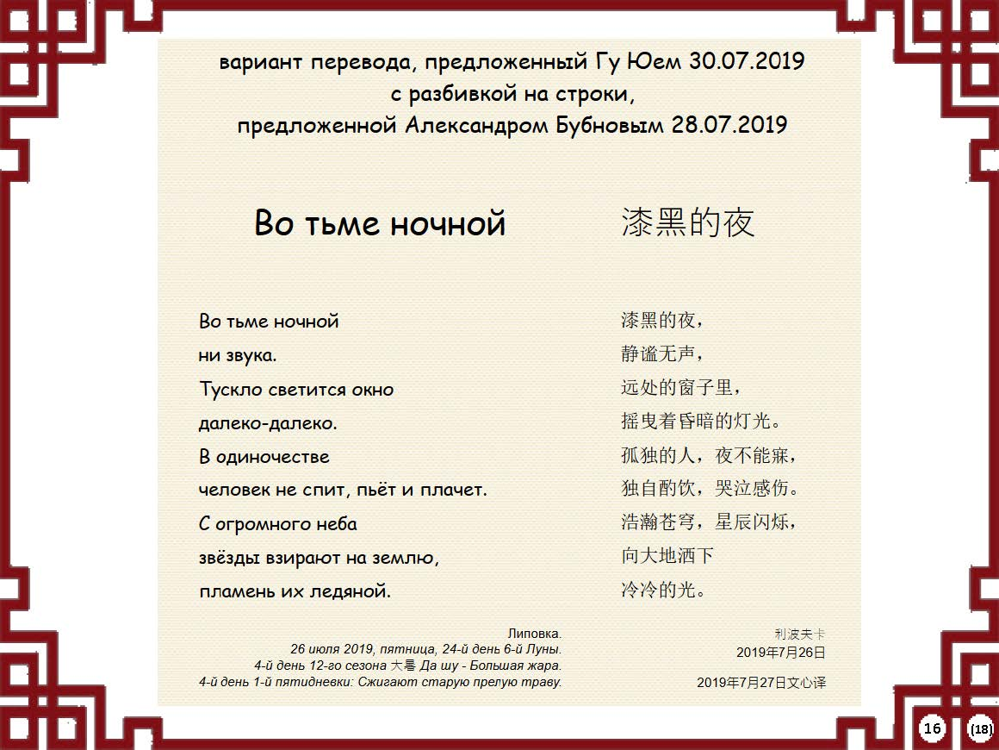 вариант перевода, предложенный Гу Юем 30.07.2019
с разбивкой на строки,
предложенной Александром Бубновым 28.07.2019
Во тьме ночной
Во тьме ночной
ни звука.
Тускло светится окно
далеко-далеко.
В одиночестве
человек не спит, пьёт и плачет.
С огромного неба
звёзды взирают на землю,
пламень их ледяной.
Липовка.
26 июля 2019, пятница, 24-й день 6-й Луны.
4-й день 12-го сезона 大暑 Да шу - Большая жара.
4-й день 1-й пятидневки: Сжигают старую прелую траву.
漆黑的夜
漆黑的夜，
静谧无声，
远处的窗子里，
摇曳着昏暗的灯光。
孤独的人，夜不能寐，
独自酌饮，哭泣感伤。
浩瀚苍穹，星辰闪烁，
向大地洒下
冷冷的光。
利波夫卡
2019年7月26日
2019年7月27日文心译
16
(18)